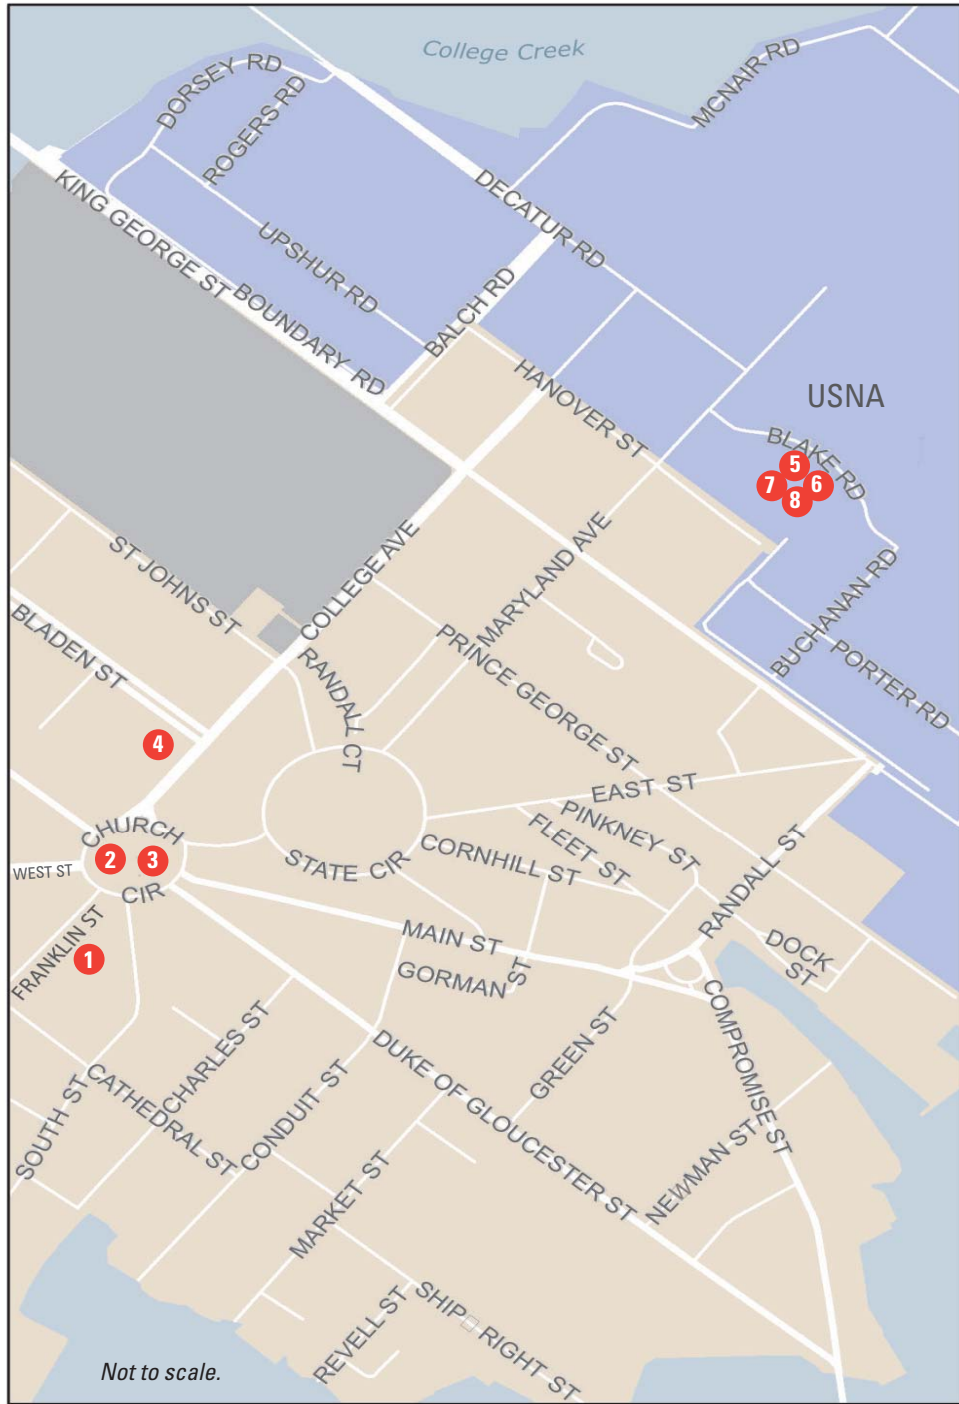 College Creek
MCNAIR RD
DORSEY RD
ROGERS RD
DECATUR RD
KING GEORGE ST
UPSHUR RD
BOUNDARY RD
BALCH RD
HANOVER ST
USNA
BLAKE RD
5
7
6
8
ST JOHNS ST
COLLEGE AVE
MARYLAND AVE
BUCHANAN RD
PORTER RD
BLADEN ST
RANDALL CT
PRINCE GEORGE ST
4
EAST ST
PINKNEY ST
FLEET ST
CORNHILL ST
RANDALL ST
CHURCH
CIR
2
3
WEST ST
STATE CIR
FRANKLIN ST
1
MAIN ST
GORMAN ST
DOCK ST
COMPROMISE ST
GREEN ST
CHARLES ST
DUKE OF GLOUCESTER ST
CATHEDRAL ST
SOUTH ST
CONDUIT ST
MARKET ST
NEWMAN ST
REVELL ST
SHIP RIGHT ST
Not to scale.